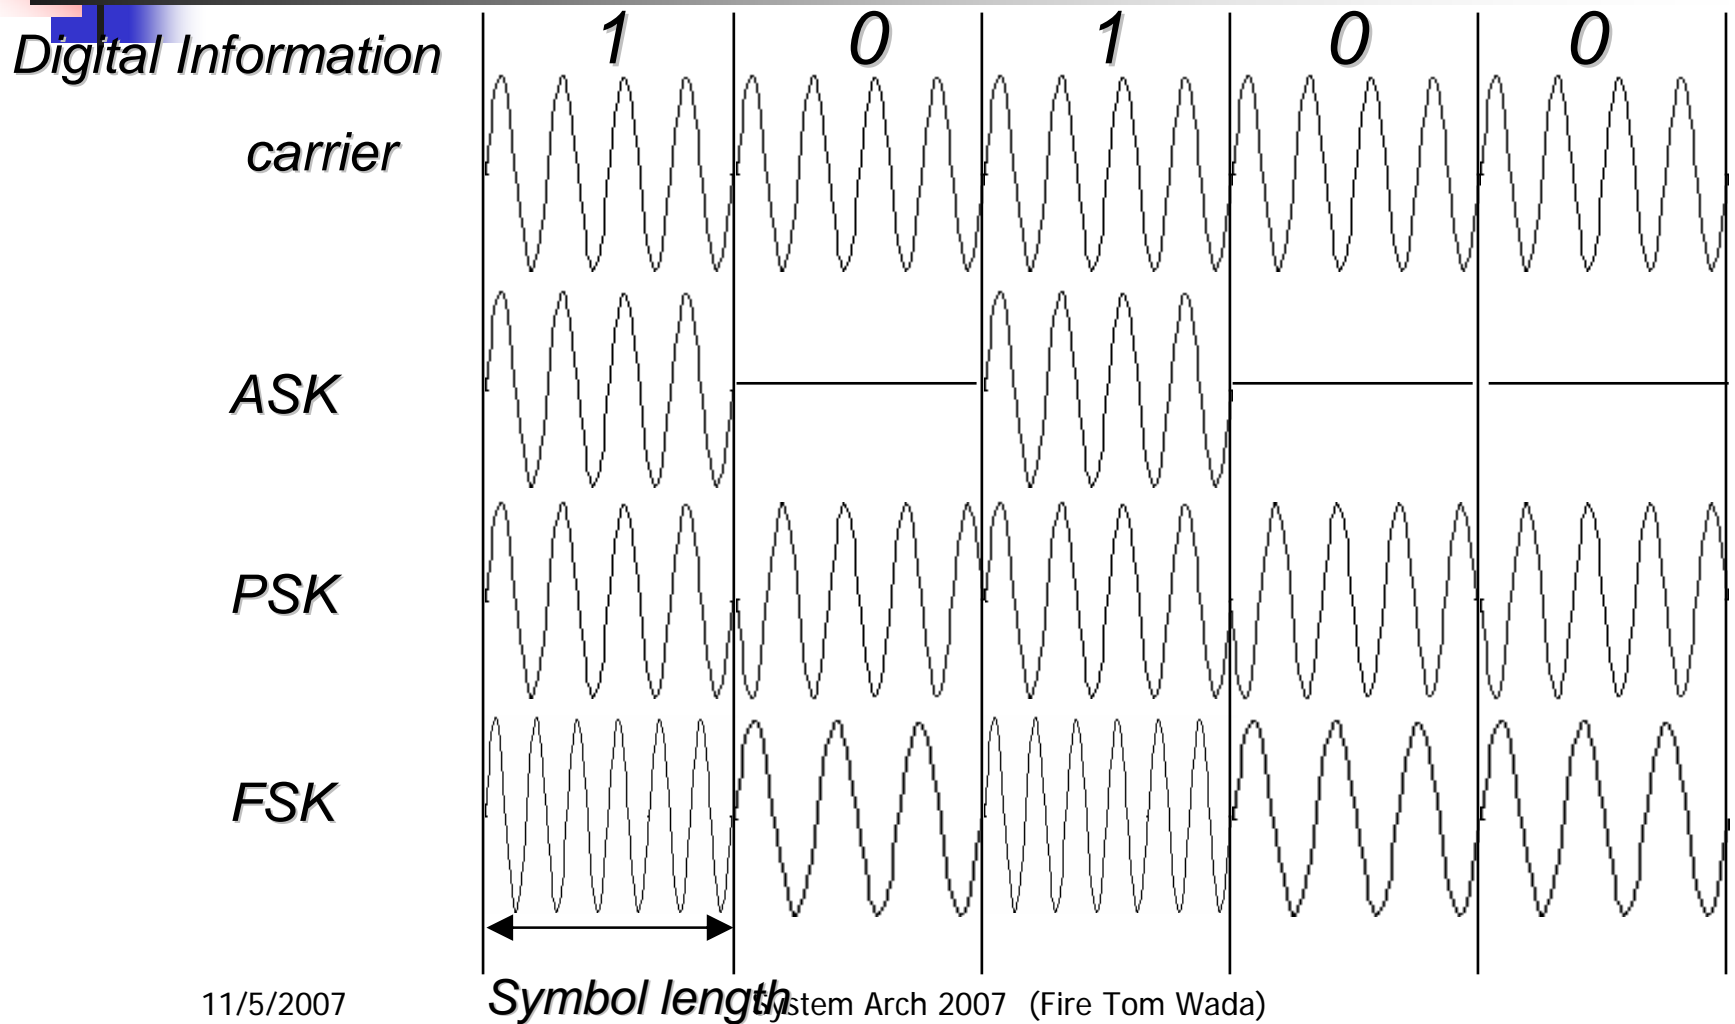 Digital Information 1 0 1 0 0
carrier
ASK
PSK
FSK
Symbol length
11/5/2007 System Arch 2007 (Fire Tom Wada)